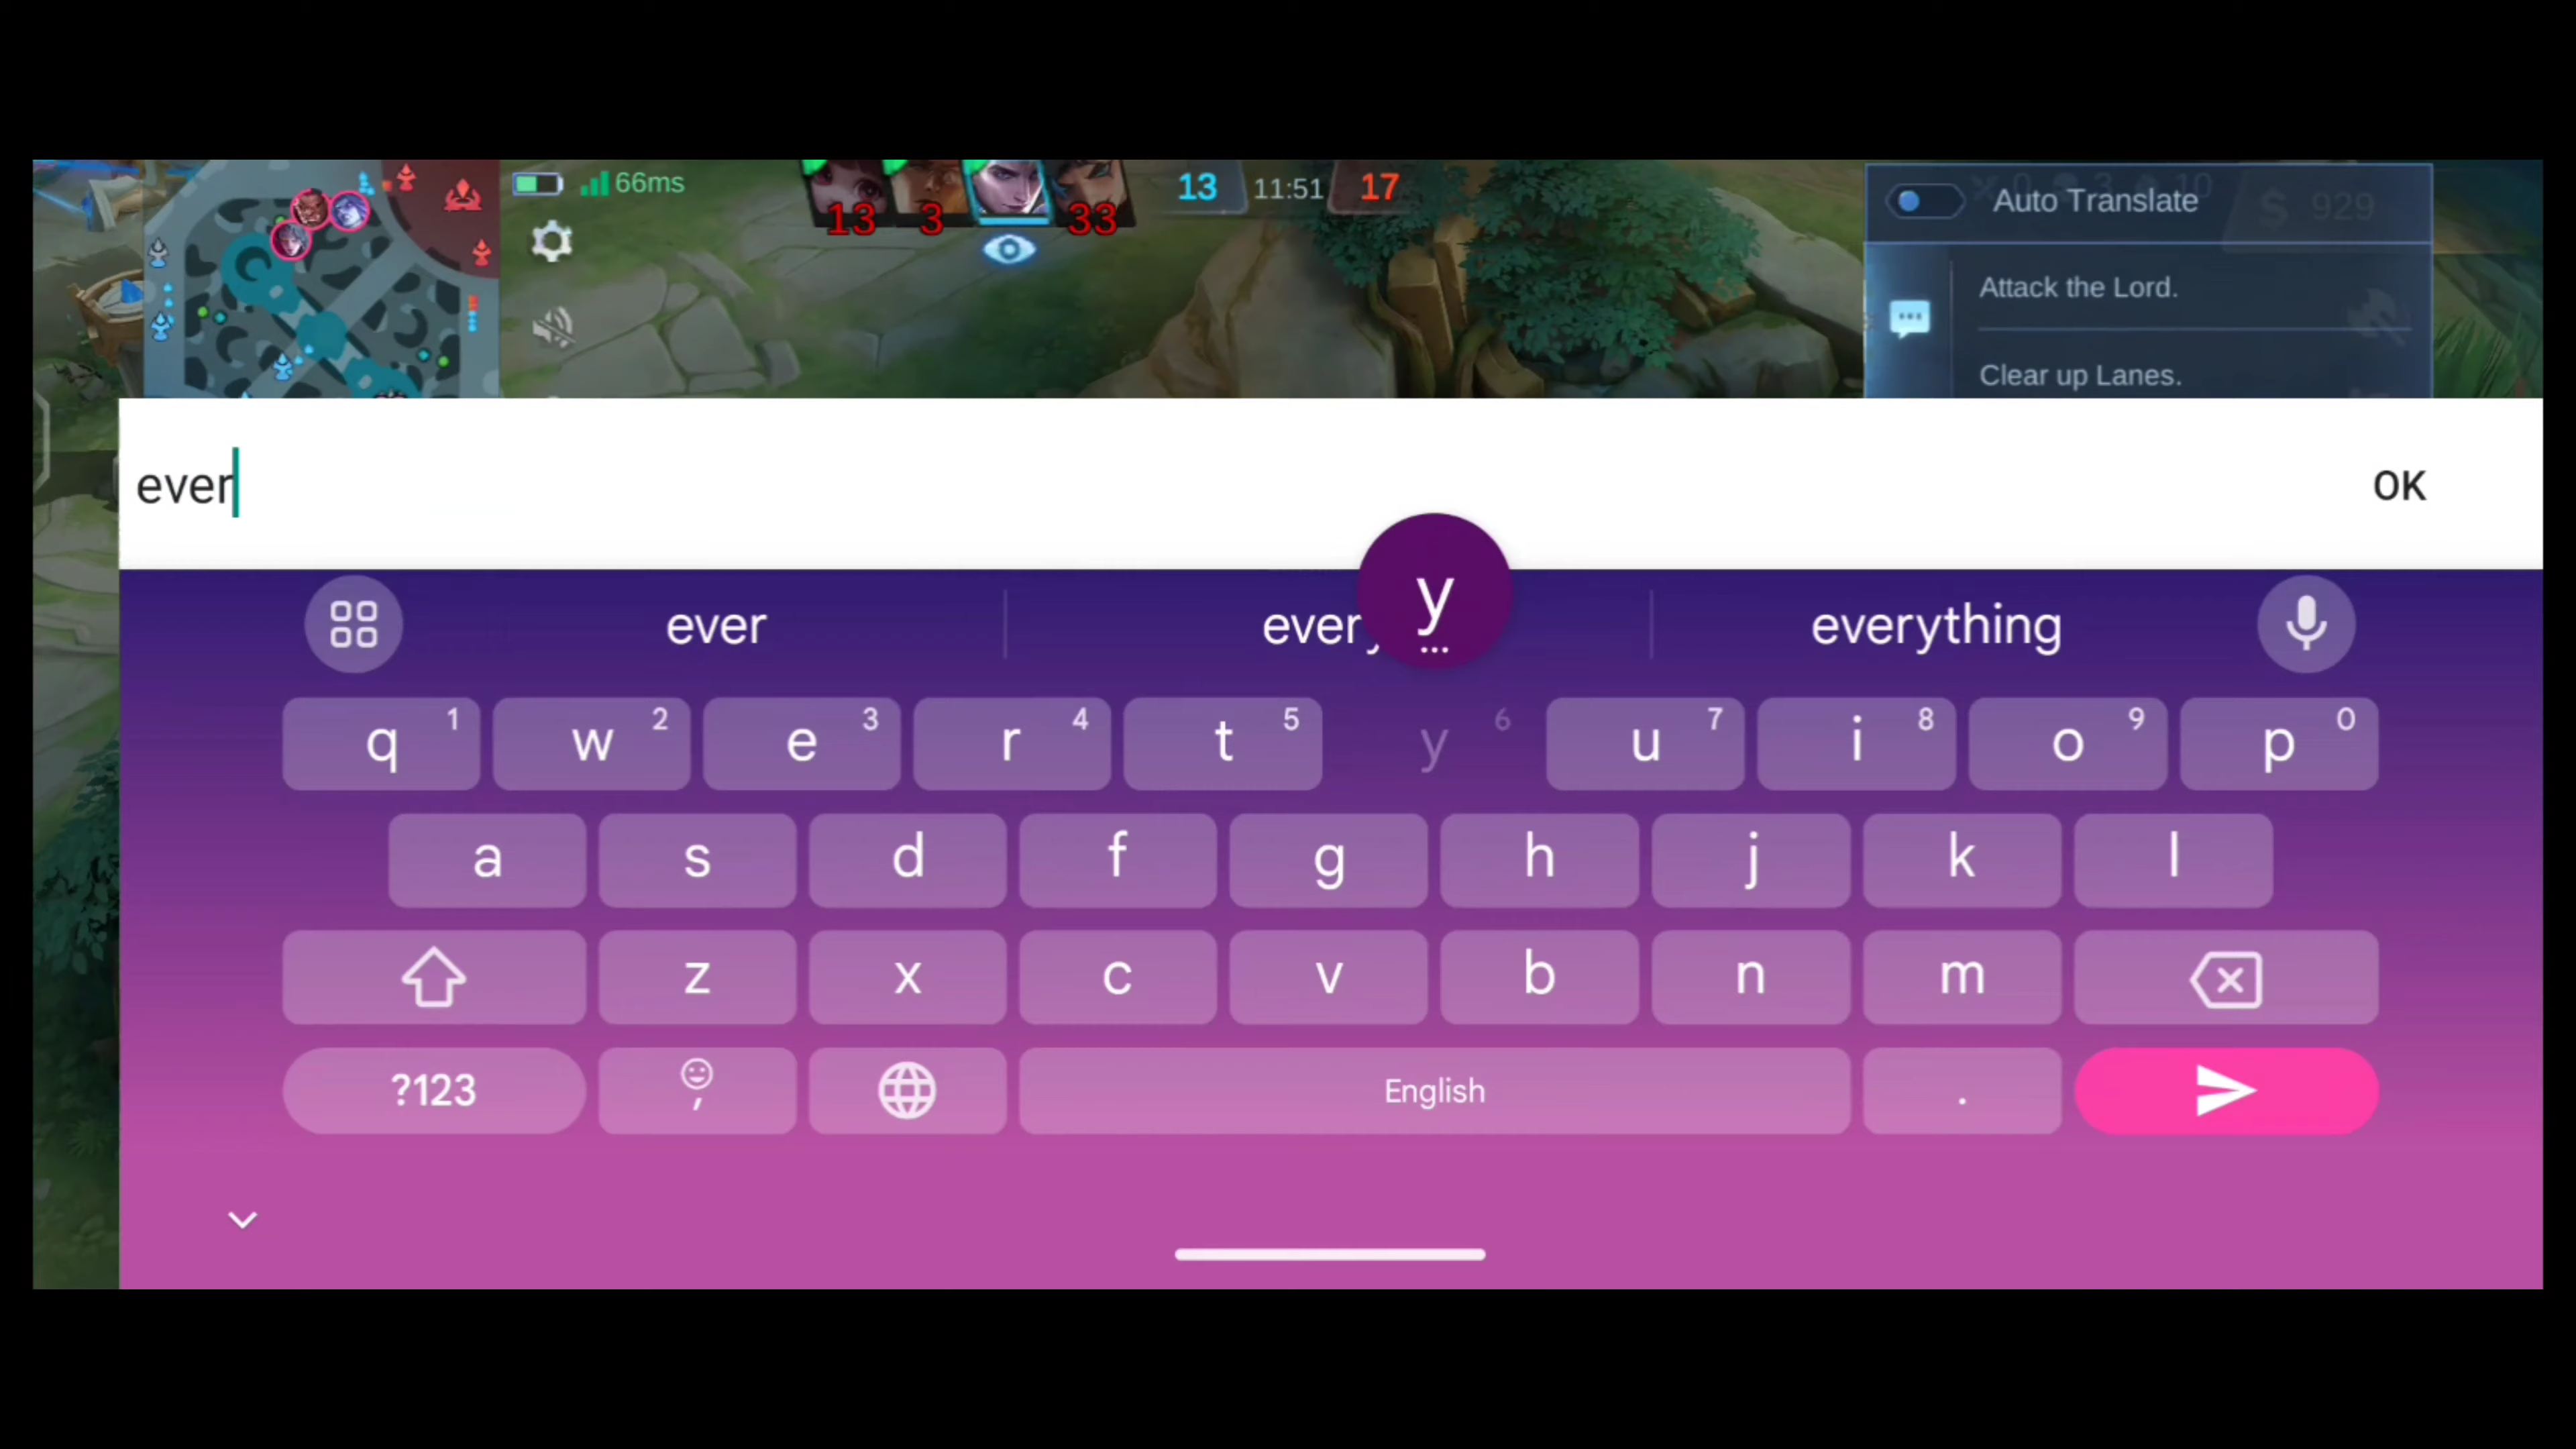 66ms
13 3 33
13 11:51 17
Auto Translate
$ 929
Attack the Lord.
Clear up Lanes.
ever
OK
y
ever
everything
q 1 w 2 e 3 r 4 t 5 y 6 u 7 i 8 o 9 p 0
a s d f g h j k l
z x c v b n m
?123 , English .